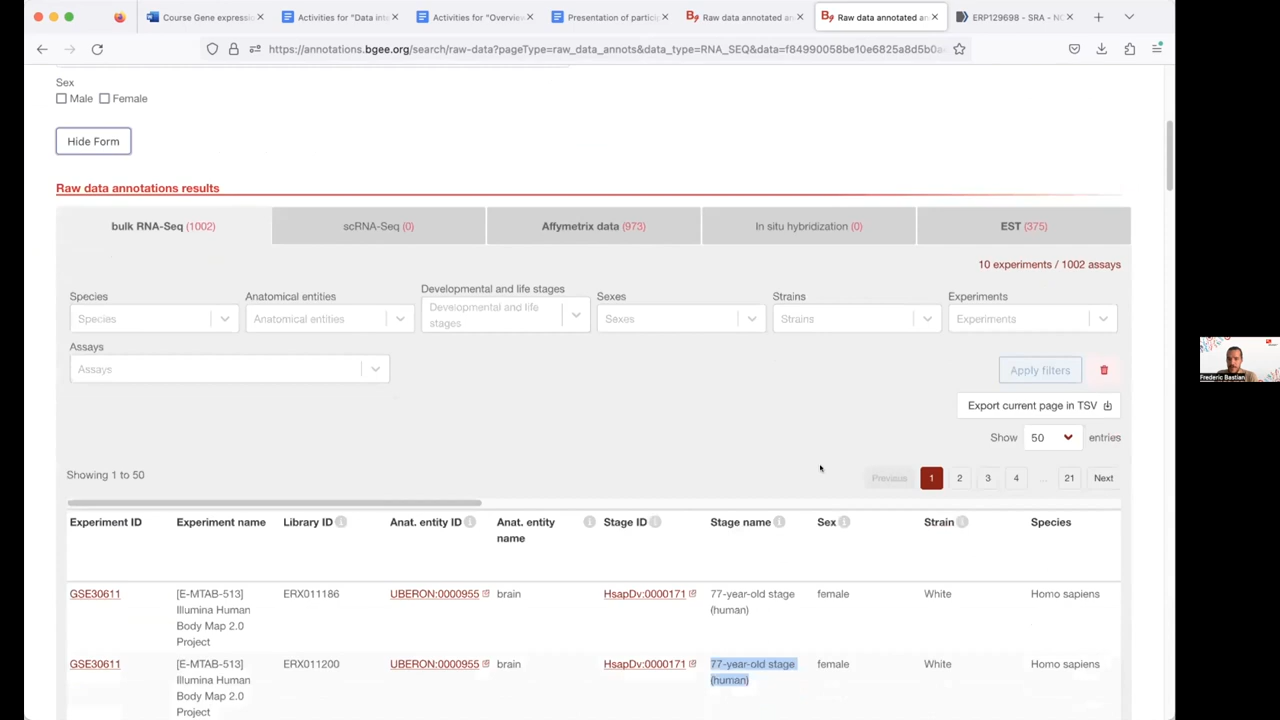 Course Gene expressi
Activities for "Data int
Activities for "Overview
Presentation of particip
Raw data annotated an
Raw data annotated an
ERP129698 - SRA - NC
https://annotations.bgee.org/search/raw-data?pageType=raw_data_annots&data_type=RNA_SEQ&data=f84990058be10e6825a8d5b0a
Sex
Male Female
Hide Form
Raw data annotations results
bulk RNA-Seq (1002) scRNA-Seq (0) Affymetrix data (973) In situ hybridization (0) EST (375)
10 experiments / 1002 assays
Species Anatomical entities Developmental and life stages Sexes Strains Experiments
Species Anatomical entities Developmental and life stages Sexes Strains Experiments
Assays
Assays
Apply filters
Export current page in TSV
Show 50 entries
Showing 1 to 50
Previous 1 2 3 4 ... 21 Next
Experiment ID Experiment name Library ID Anat. entity ID Anat. entity name Stage ID Stage name Sex Strain Species
GSE30611 [E-MTAB-513] Illumina Human Body Map 2.0 Project ERX011186 UBERON:0000955 brain HsapDv:0000171 77-year-old stage (human) female White Homo sapiens
GSE30611 [E-MTAB-513] Illumina Human Body Map 2.0 Project ERX011200 UBERON:0000955 brain HsapDv:0000171 77-year-old stage (human) female White Homo sapiens
Frederic Bastian